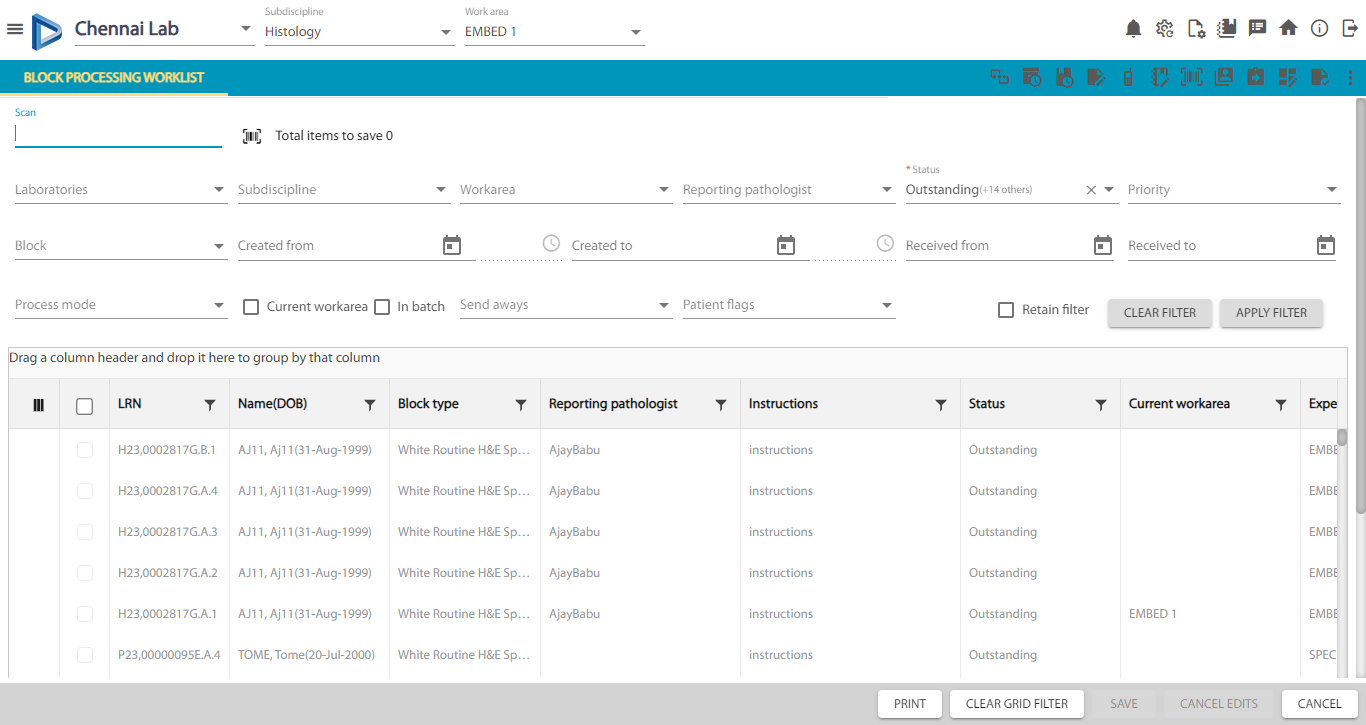 Chennai Lab
Subdiscipline
Histology
Work area
EMBED 1
BLOCK PROCESSING WORKLIST
Scan
Total items to save 0
Laboratories
Subdiscipline
Workarea
Reporting pathologist
* Status
Outstanding(+14 others)
Priority
Block
Created from
Created to
Received from
Received to
Process mode
Current workarea
In batch
Send aways
Patient flags
Retain filter
CLEAR FILTER
APPLY FILTER
Drag a column header and drop it here to group by that column
LRN Name(DOB) Block type Reporting pathologist Instructions Status Current workarea Expe
H23,0002817G.B.1 AJ11, Aj11(31-Aug-1999) White Routine H&E Sp… AjayBabu instructions Outstanding EMBE
H23,0002817G.A.4 AJ11, Aj11(31-Aug-1999) White Routine H&E Sp… AjayBabu instructions Outstanding EMBE
H23,0002817G.A.3 AJ11, Aj11(31-Aug-1999) White Routine H&E Sp… AjayBabu instructions Outstanding EMBE
H23,0002817G.A.2 AJ11, Aj11(31-Aug-1999) White Routine H&E Sp… AjayBabu instructions Outstanding EMBE
H23,0002817G.A.1 AJ11, Aj11(31-Aug-1999) White Routine H&E Sp… AjayBabu instructions Outstanding EMBED 1 EMBE
P23,00000095E.A.4 TOME, Tome(20-Jul-2000) White Routine H&E Sp… instructions Outstanding SPEC
PRINT
CLEAR GRID FILTER
SAVE
CANCEL EDITS
CANCEL